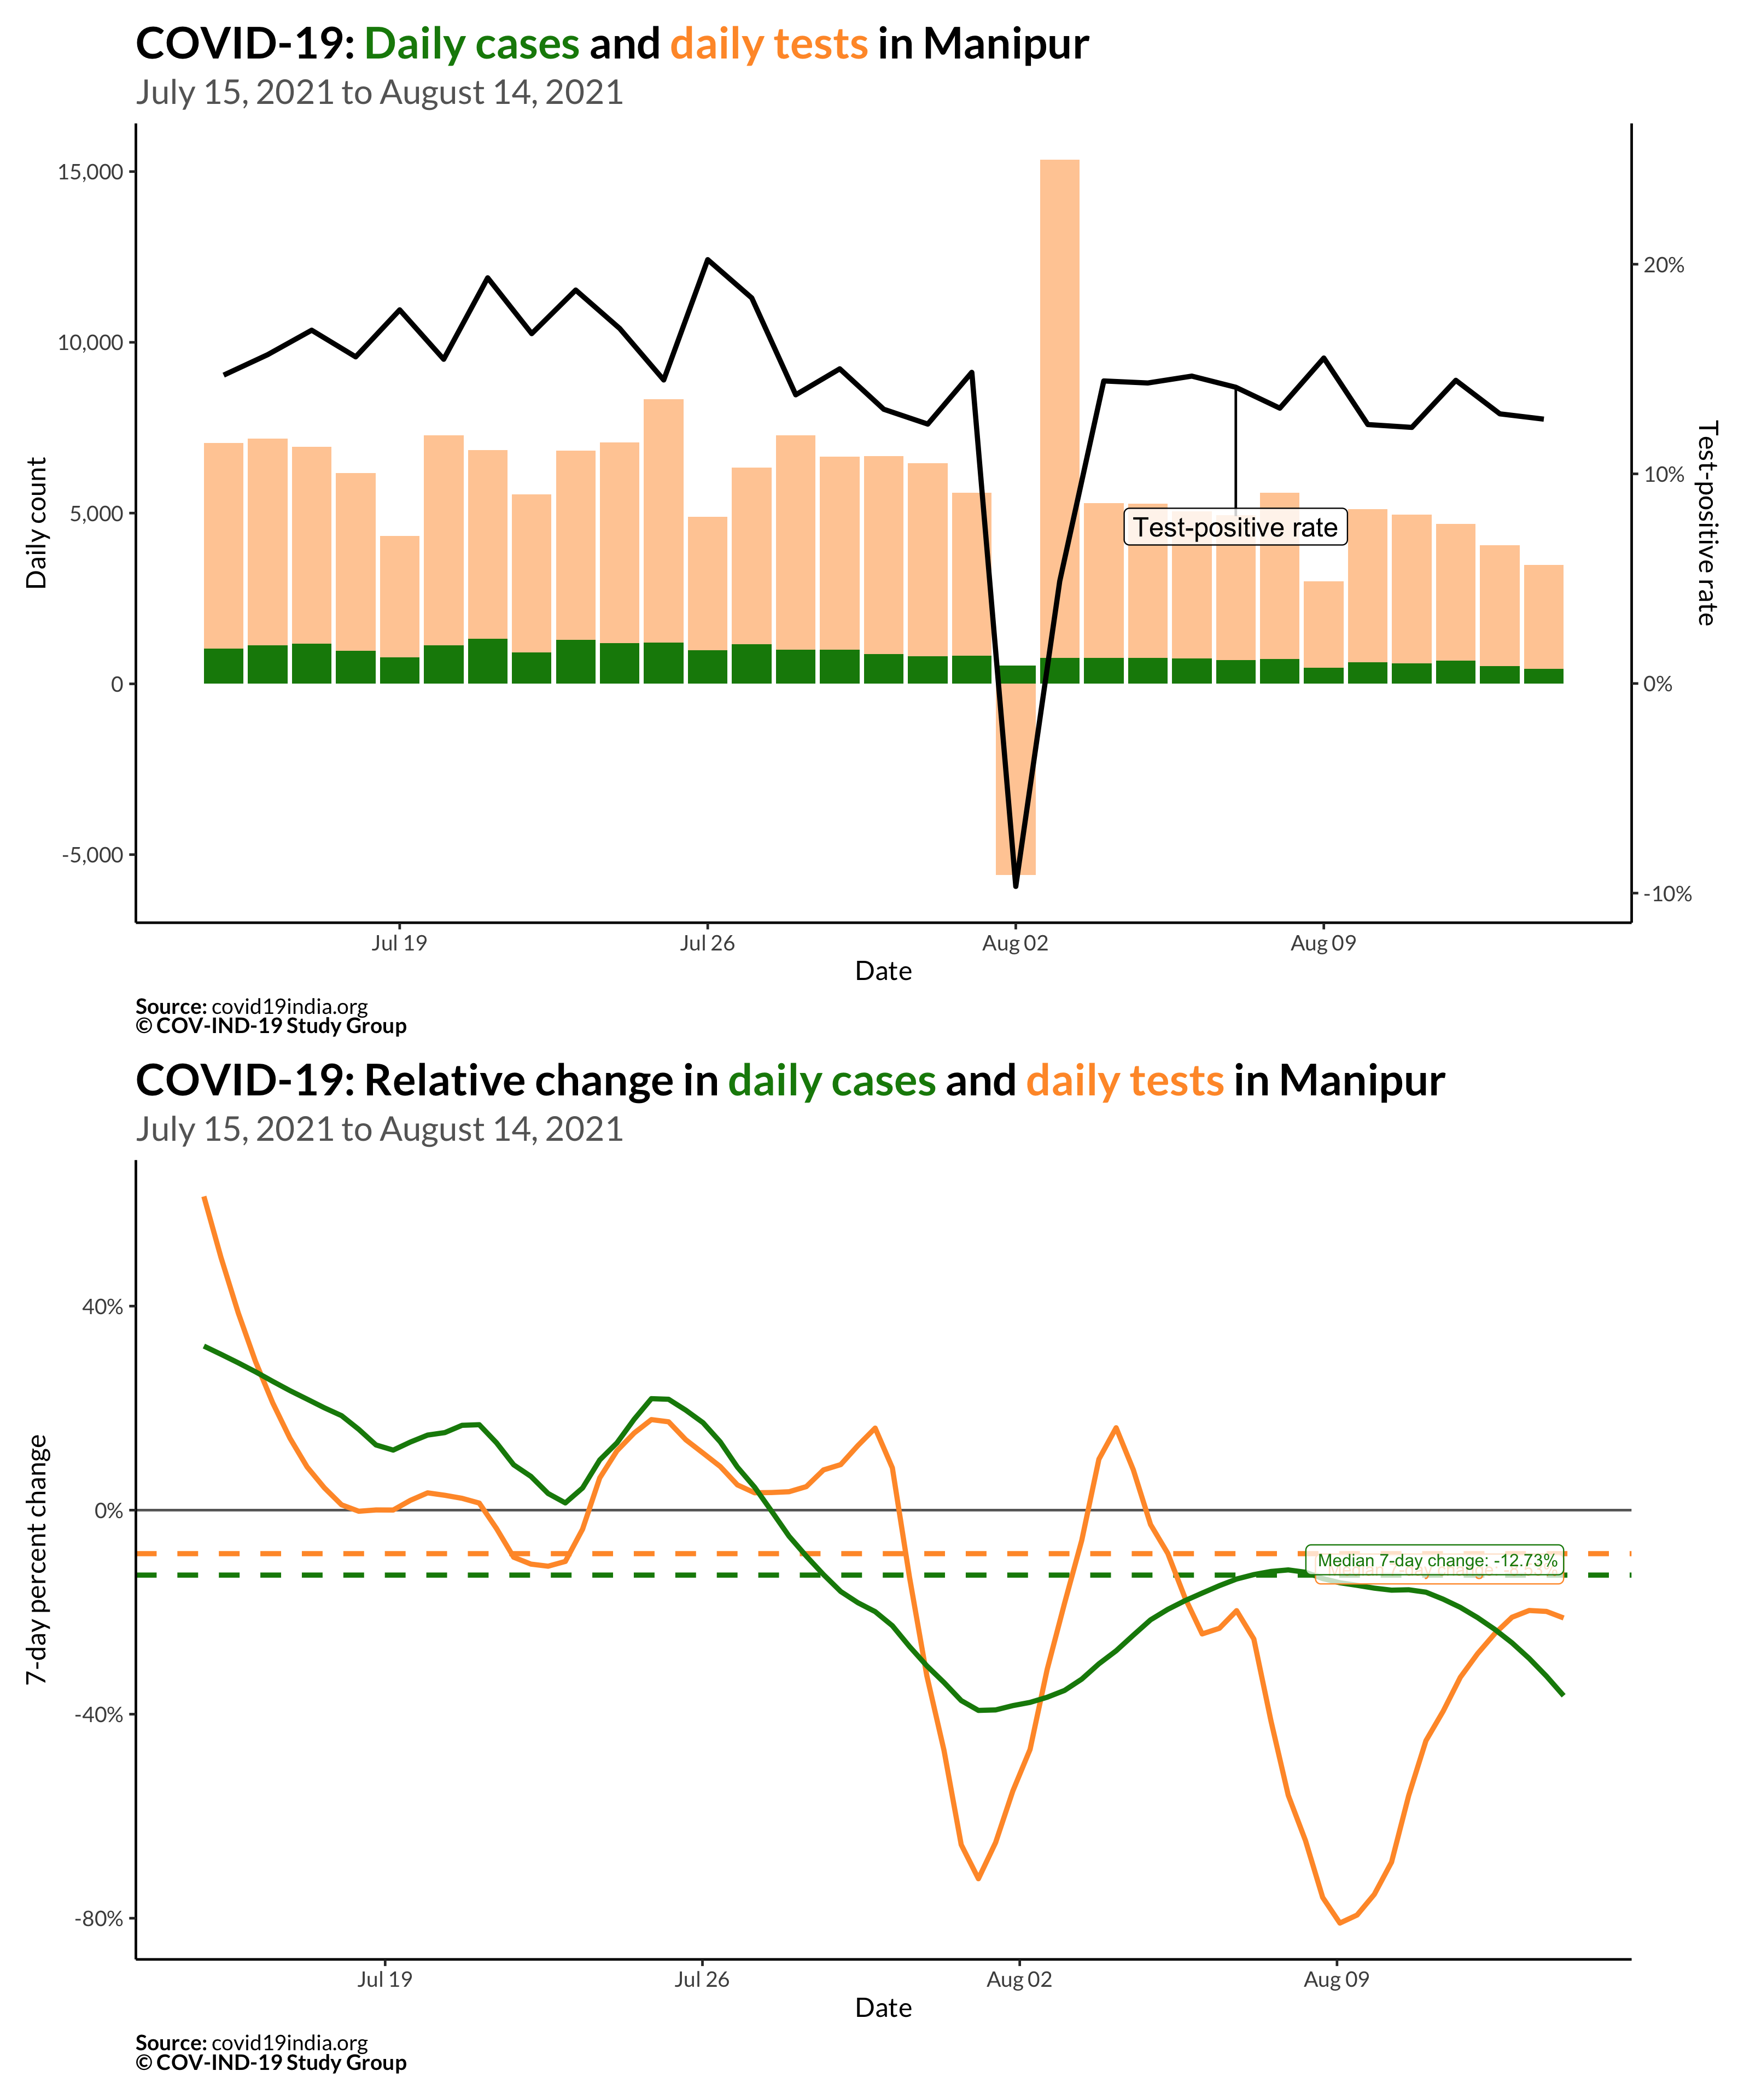 COVID-19: Daily cases and daily tests in Manipur
July 15, 2021 to August 14, 2021
15,000
10,000
5,000
0
-5,000
Daily count
20%
10%
0%
-10%
Test-positive rate
Test-positive rate
Jul 19
Jul 26
Aug 02
Aug 09
Date
Source: covid19india.org
© COV-IND-19 Study Group
COVID-19: Relative change in daily cases and daily tests in Manipur
July 15, 2021 to August 14, 2021
40%
0%
-40%
-80%
7-day percent change
Median 7-day change: -12.73%
Median 7-day change:
Jul 19
Jul 26
Aug 02
Aug 09
Date
Source: covid19india.org
© COV-IND-19 Study Group